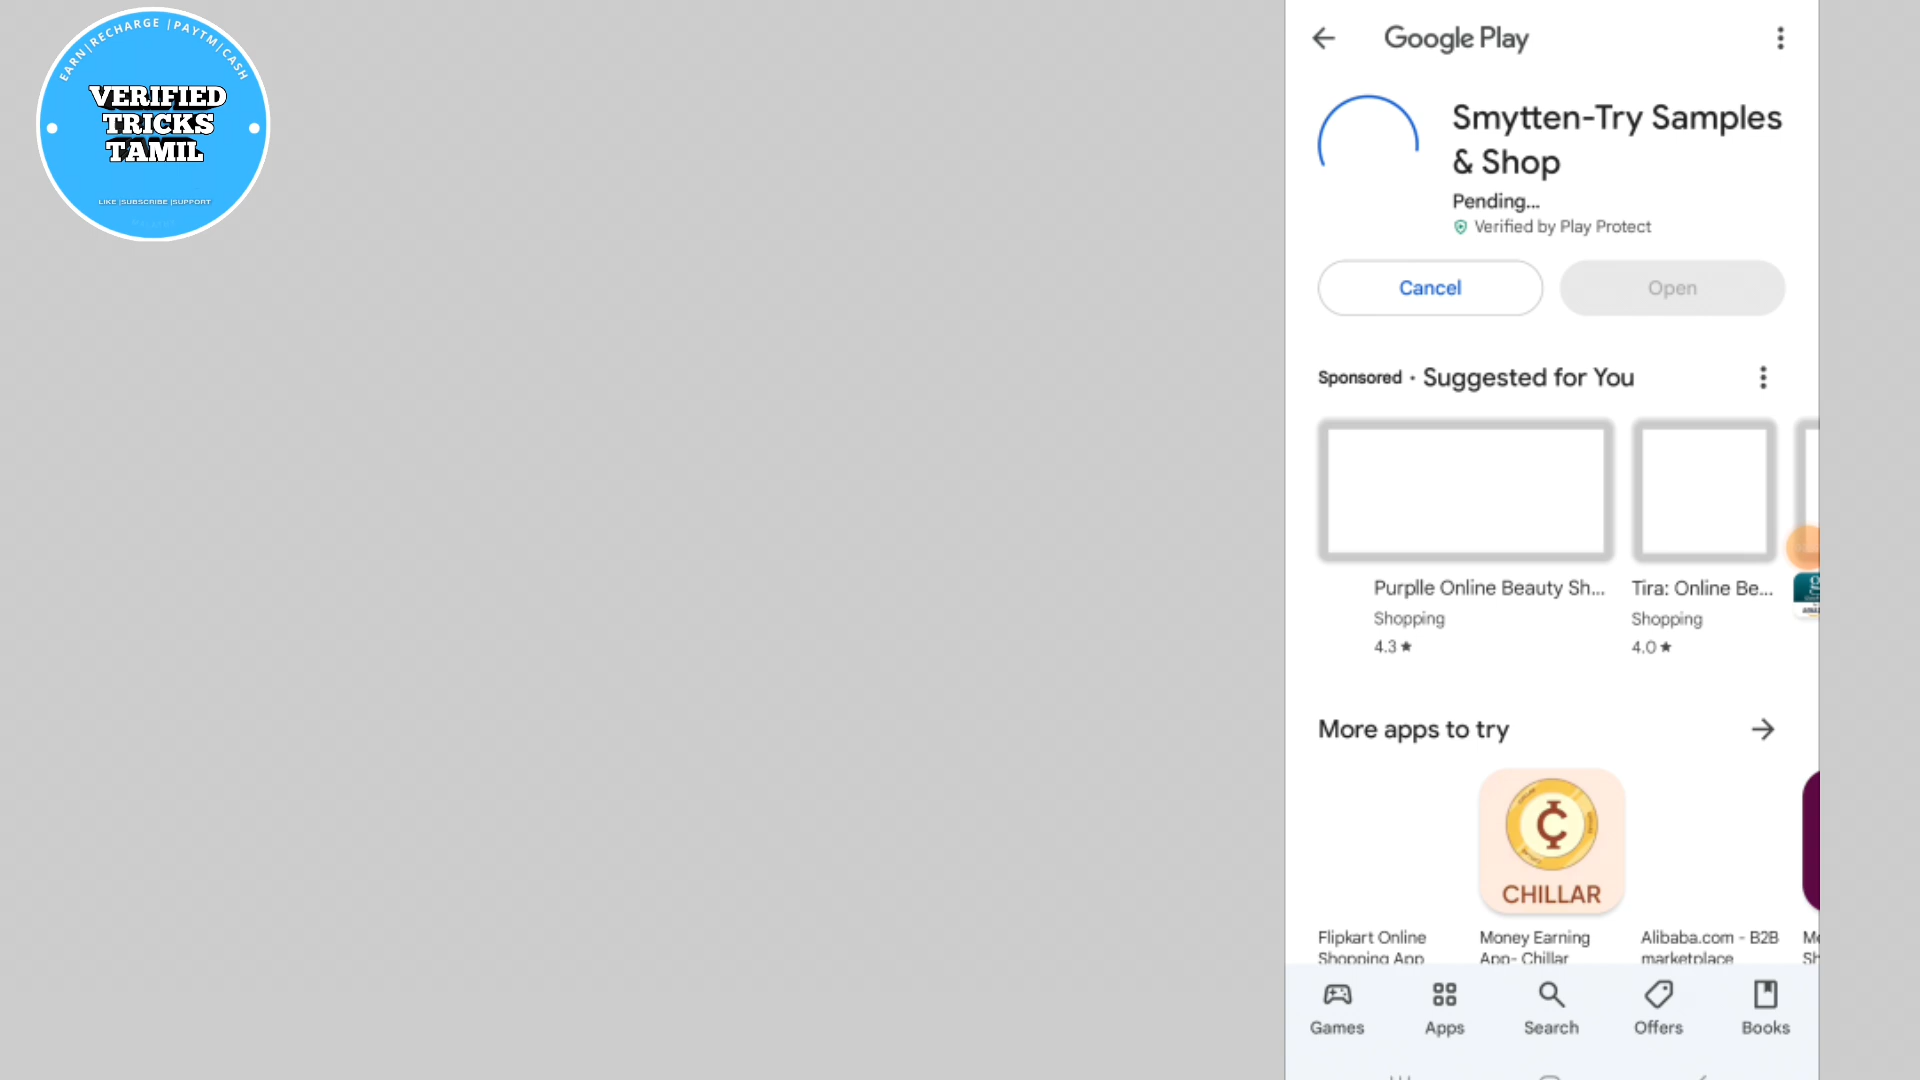 EARN|RECHARGE |PAYTM|CASH
VERIFIED
TRICKS
TAMIL
LIKE |SUBSCRIBE |SUPPORT
Google Play
Smytten-Try Samples
& Shop
Pending...
Verified by Play Protect
Cancel
Open
Sponsored • Suggested for You
Purplle Online Beauty Sh...
Shopping
4.3 ★
Tira: Online Be...
Shopping
4.0 ★
More apps to try
CHILLAR
Flipkart Online
Shopping App
Money Earning
App- Chillar
Alibaba.com - B2B
marketplace
Games
Apps
Search
Offers
Books